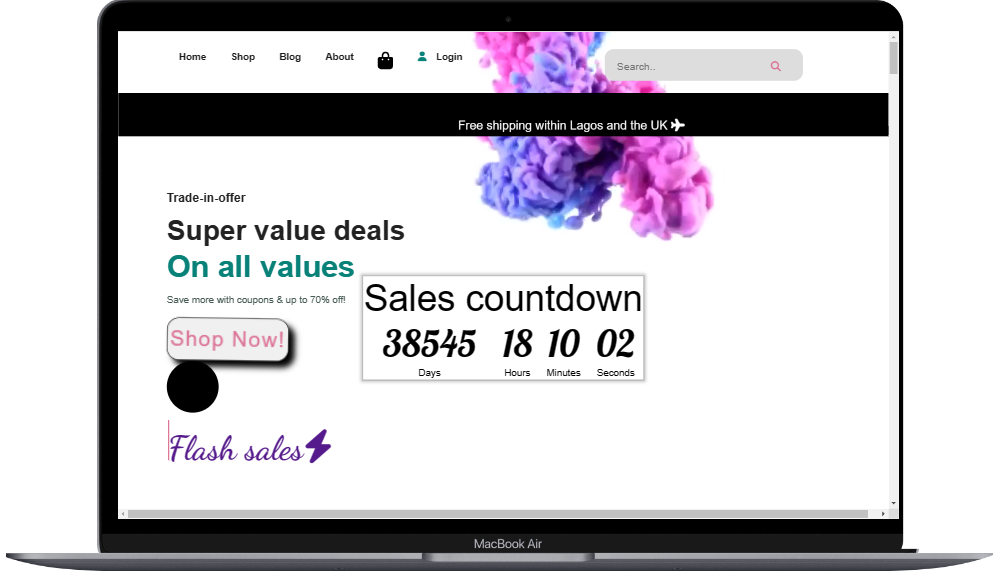 Home Shop Blog About Login Search..
Free shipping within Lagos and the UK
Trade-in-offer
Super value deals
On all values
Save more with coupons & up to 70% off!
Shop Now!
Sales countdown
38545 18 10 02
Days Hours Minutes Seconds
Flash sales
MacBook Air